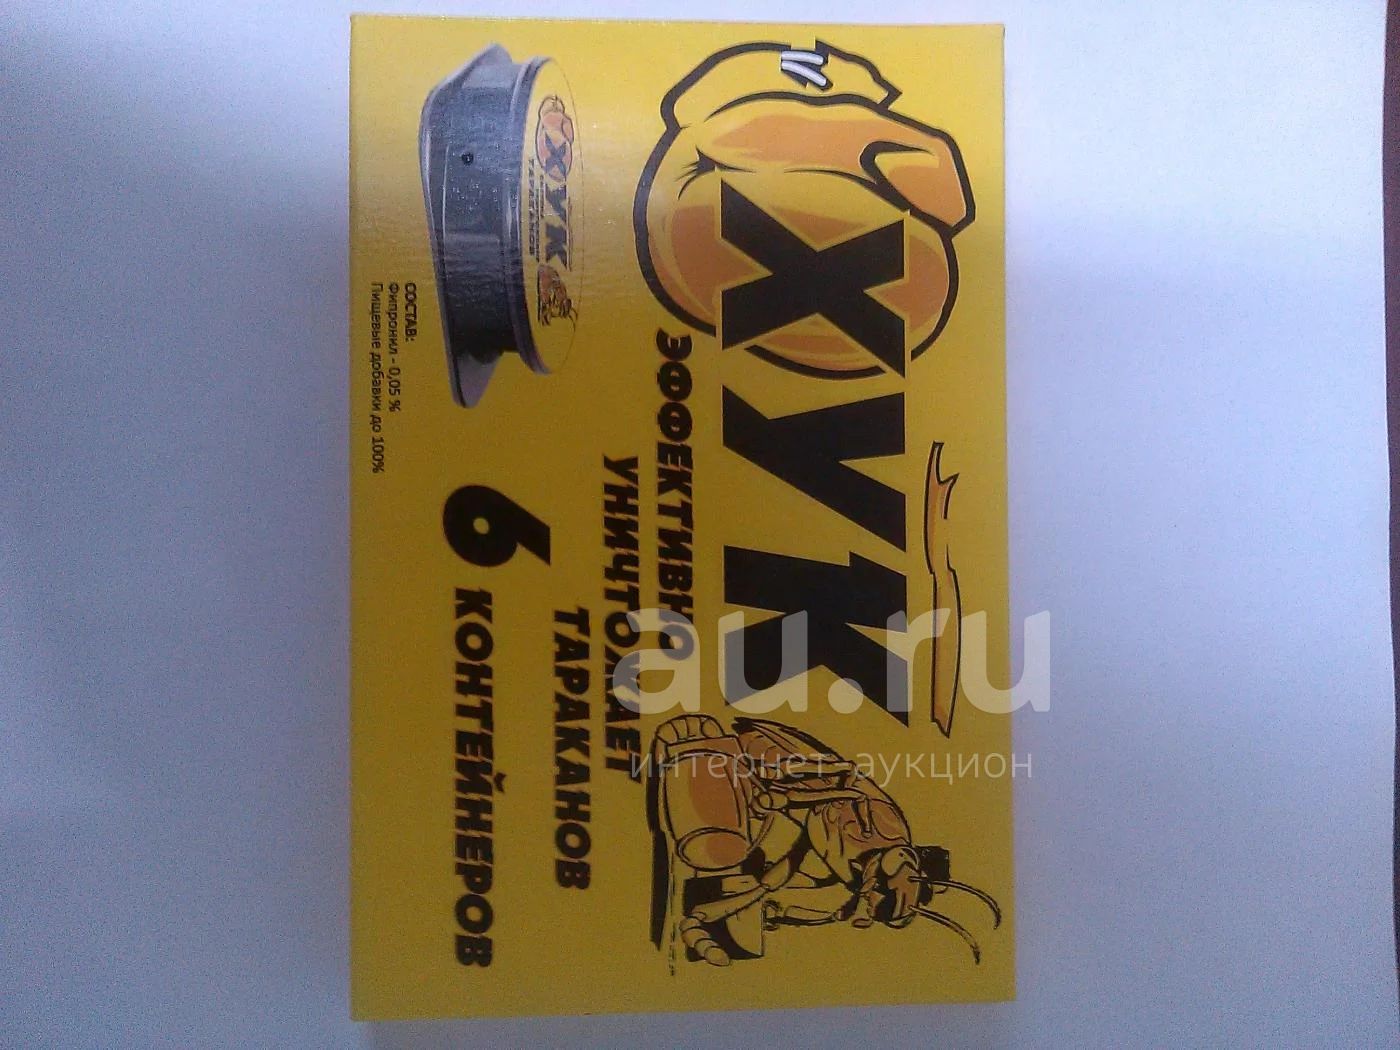 ХУК
ЭФФЕКТИВНО
УНИЧТОЖАЕТ
ТАРАКАНОВ
6 КОНТЕЙНЕРОВ
ХУК
ТАРАКАНОВ
СОСТАВ:
Фипронил - 0,05 %
Пищевые добавки до 100%
au.ru
интернет аукцион